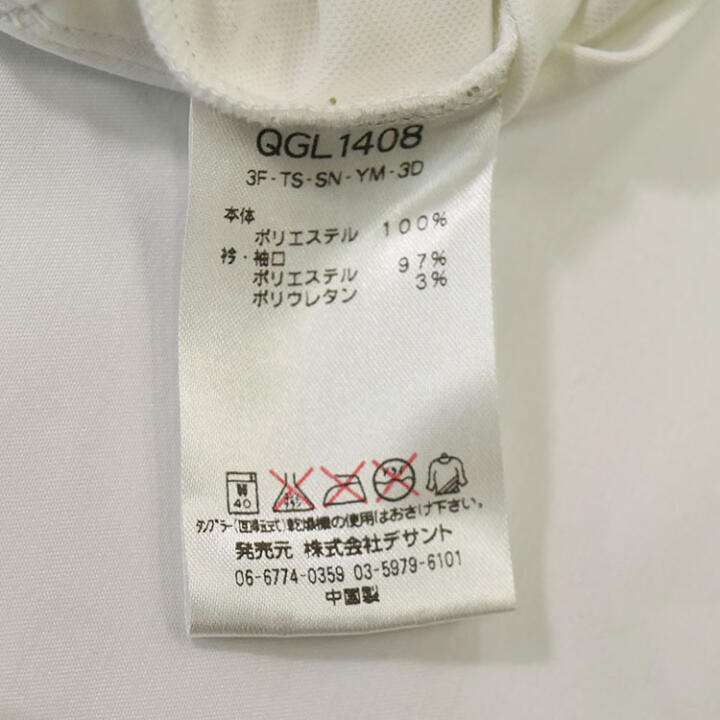 QGL1408
3F-TS-SN-YM-3D
本体
ポリエステル 100%
衿・袖口
ポリエステル 97%
ポリウレタン 3%
40
タンブラー(回転式)乾燥機の使用はおさけ下さい。
発売元 株式会社デサント
06-6774-0359 03-5979-6101
中国製